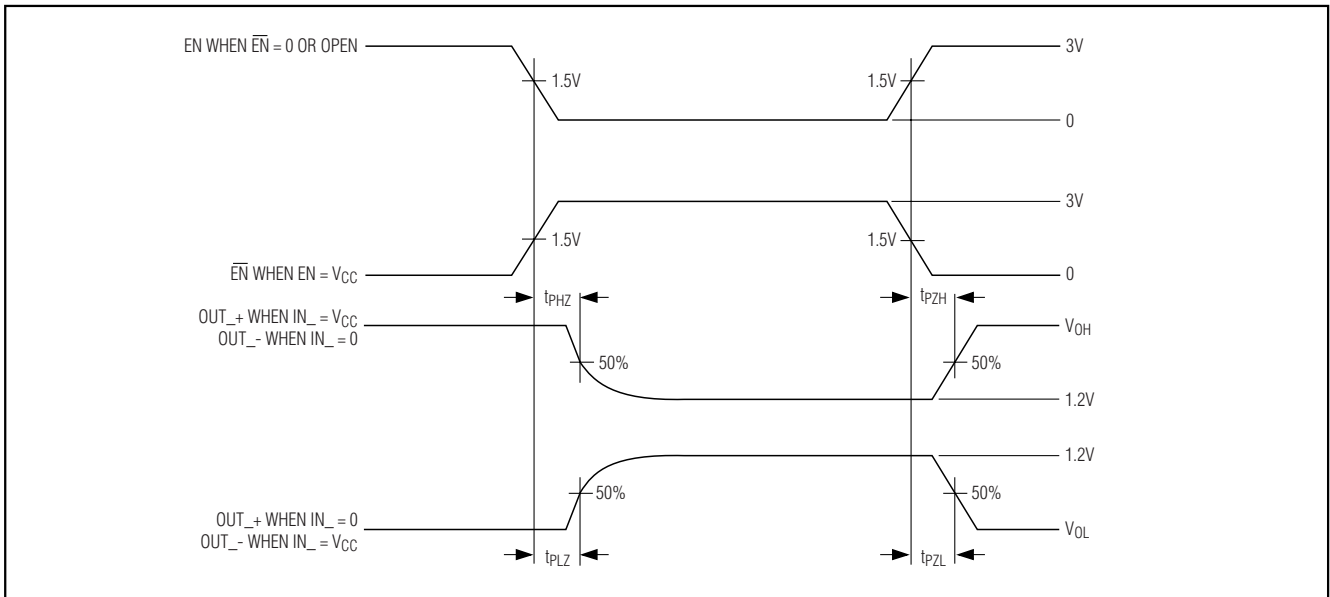 EN WHEN E̅N̅ = 0 OR OPEN
3V
1.5V
1.5V
0
3V
1.5V
1.5V
E̅N̅ WHEN EN = VCC
0
tPHZ
tPZH
OUT_+ WHEN IN_ = VCC
OUT_- WHEN IN_ = 0
VOH
50%
50%
1.2V
1.2V
50%
50%
OUT_+ WHEN IN_ = 0
OUT_- WHEN IN_ = VCC
VOL
tPLZ
tPZL